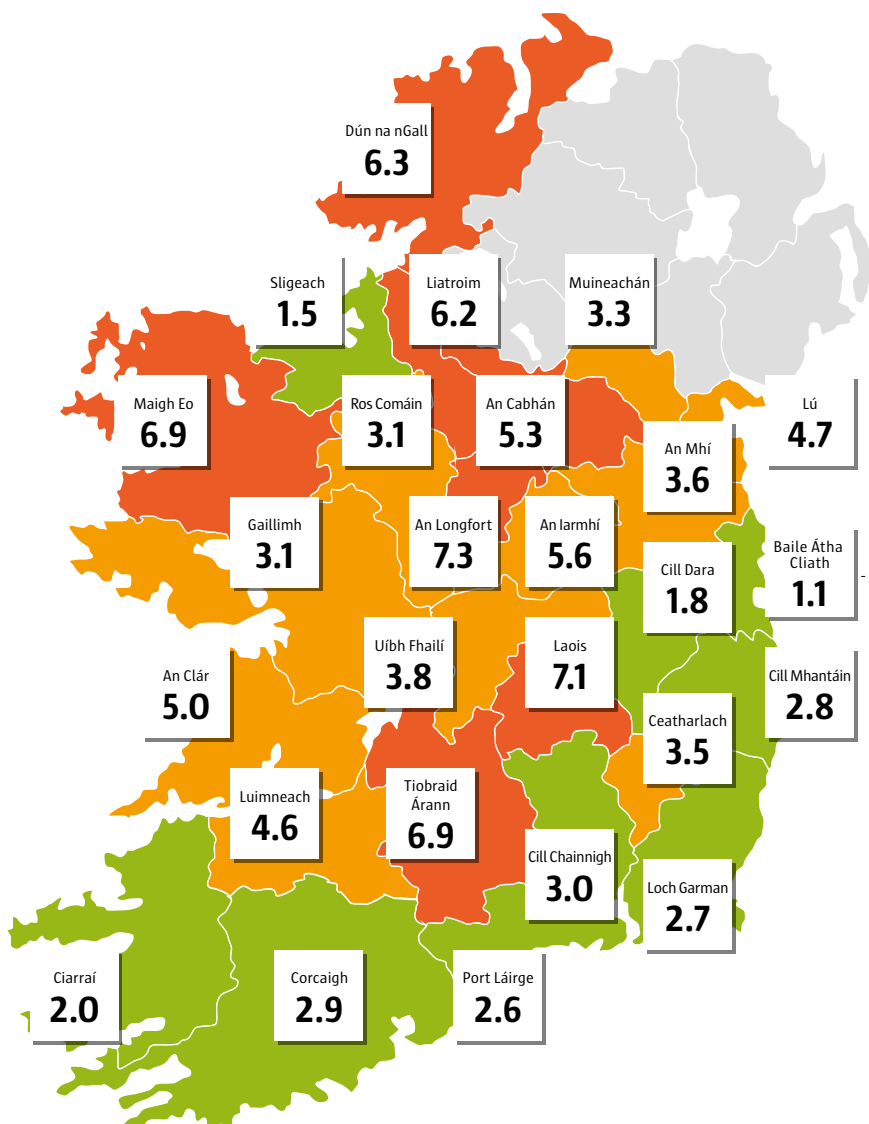 Dún na nGall
6.3
Sligeach
1.5
Liatroim
6.2
Muineachán
3.3
Maigh Eo
6.9
Ros Comáin
3.1
An Cabhán
5.3
Lú
4.7
An Mhí
3.6
Gaillimh
3.1
An Longfort
7.3
An Iarmhí
5.6
Baile Átha
Cliath
1.1
Cill Dara
1.8
Uíbh Fhailí
3.8
Laois
7.1
An Clár
5.0
Cill Mhantáin
2.8
Ceatharlach
3.5
Luimneach
4.6
Tiobraid
Árann
6.9
Cill Chainnigh
3.0
Loch Garman
2.7
Ciarraí
2.0
Corcaigh
2.9
Port Láirge
2.6